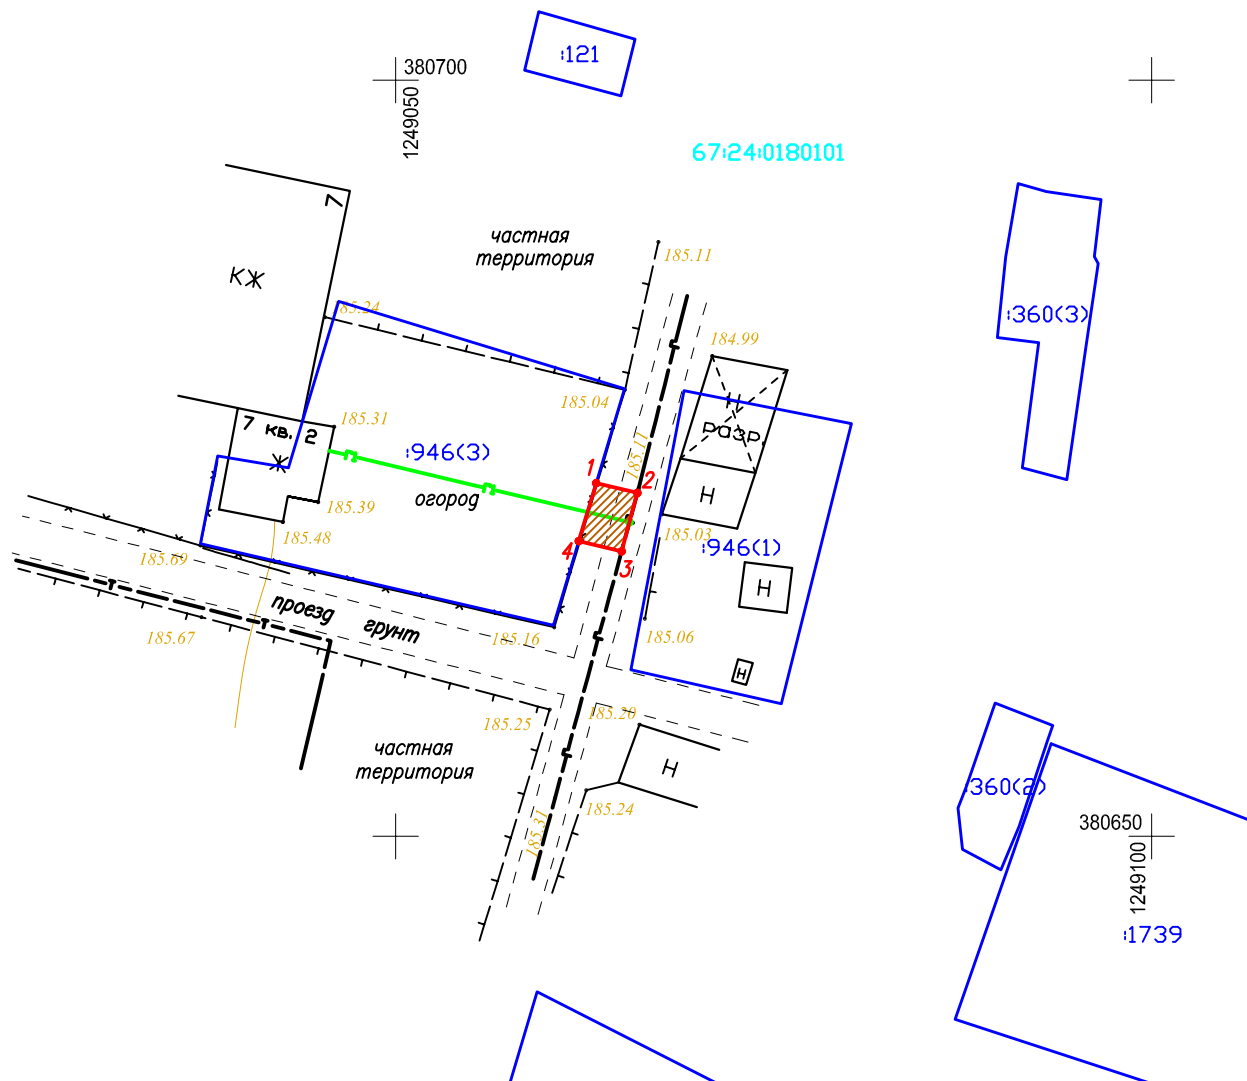 :121
380700
1249050
67:24:0180101
7
частная
территория
185.11
КЖ
85.24
:360(3)
184.99
185.04
Н
разр.
185.31
7 кв. 2
Ж
:946(3)
185.11
огород
1
2
3
4
Н
185.39
185.48
185.03
:946(1)
185.69
Н
проезд грунт
185.67
185.16
185.06
Н
185.20
185.25
частная
территория
Н
:360(2)
185.24
185.31
380650
1249100
:1739